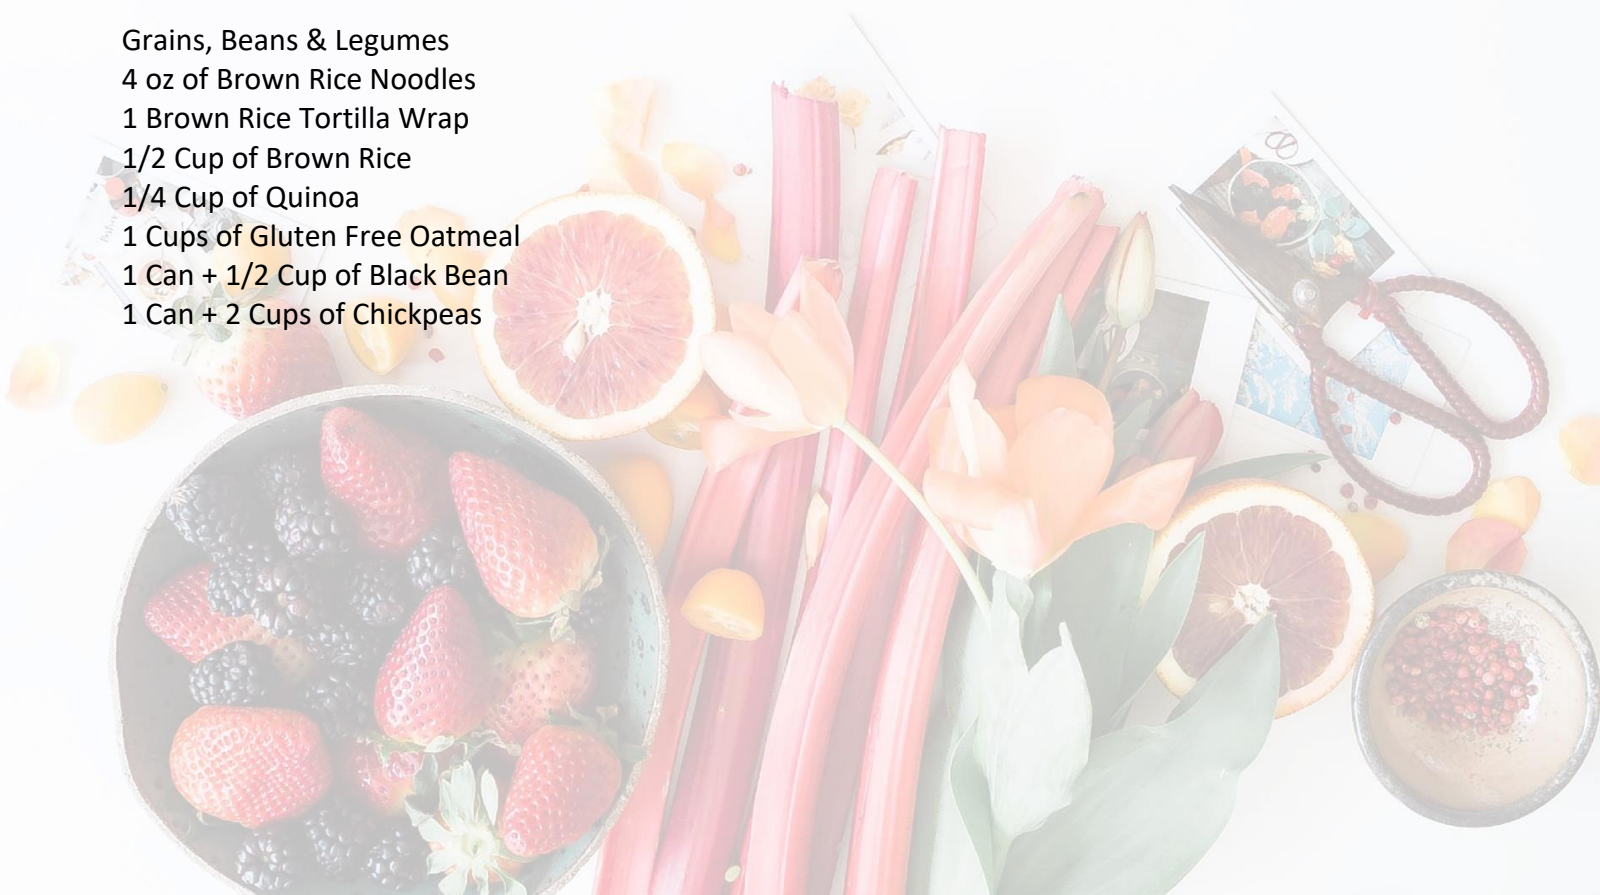 Grains, Beans & Legumes
4 oz of Brown Rice Noodles
1 Brown Rice Tortilla Wrap
1/2 Cup of Brown Rice
1/4 Cup of Quinoa
1 Cups of Gluten Free Oatmeal
1 Can + 1/2 Cup of Black Bean
1 Can + 2 Cups of Chickpeas